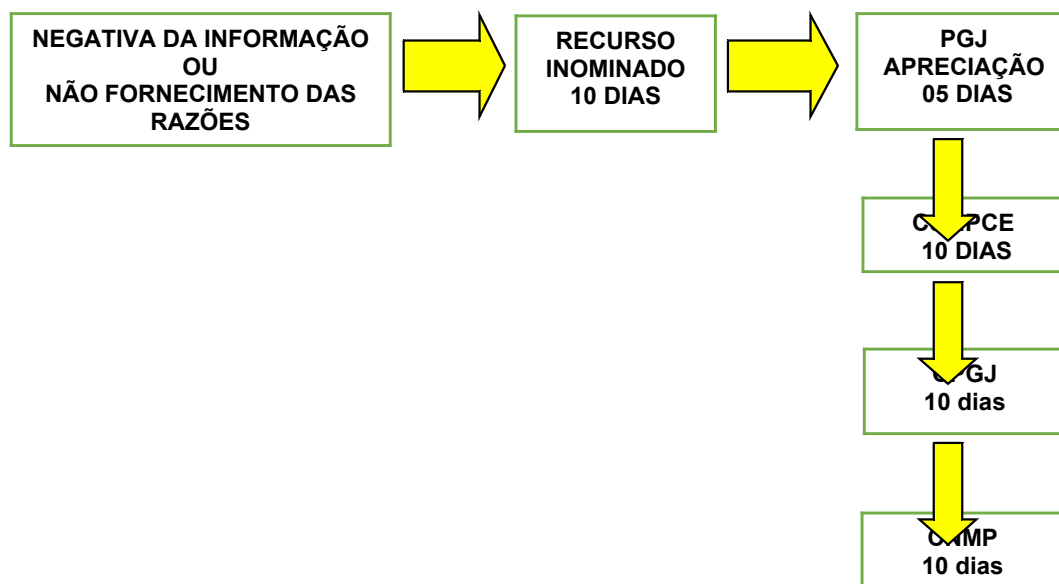 NEGATIVA DA INFORMAÇÃO
OU
NÃO FORNECIMENTO DAS
RAZÕES
RECURSO
INOMINADO
10 DIAS
PGJ
APRECIAÇÃO
05 DIAS
10 DIAS
10 dias
CNMP
10 dias